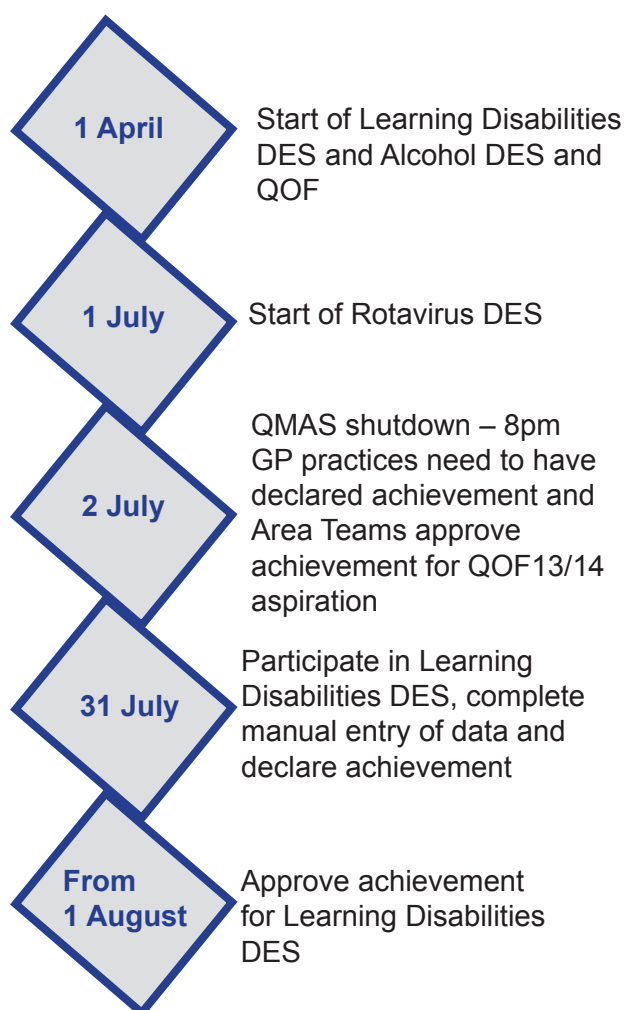 1 April
Start of Learning Disabilities
DES and Alcohol DES and
QOF
1 July
Start of Rotavirus DES
2 July
QMAS shutdown – 8pm
GP practices need to have
declared achievement and
Area Teams approve
achievement for QOF13/14
aspiration
31 July
Participate in Learning
Disabilities DES, complete
manual entry of data and
declare achievement
From
1 August
Approve achievement
for Learning Disabilities
DES